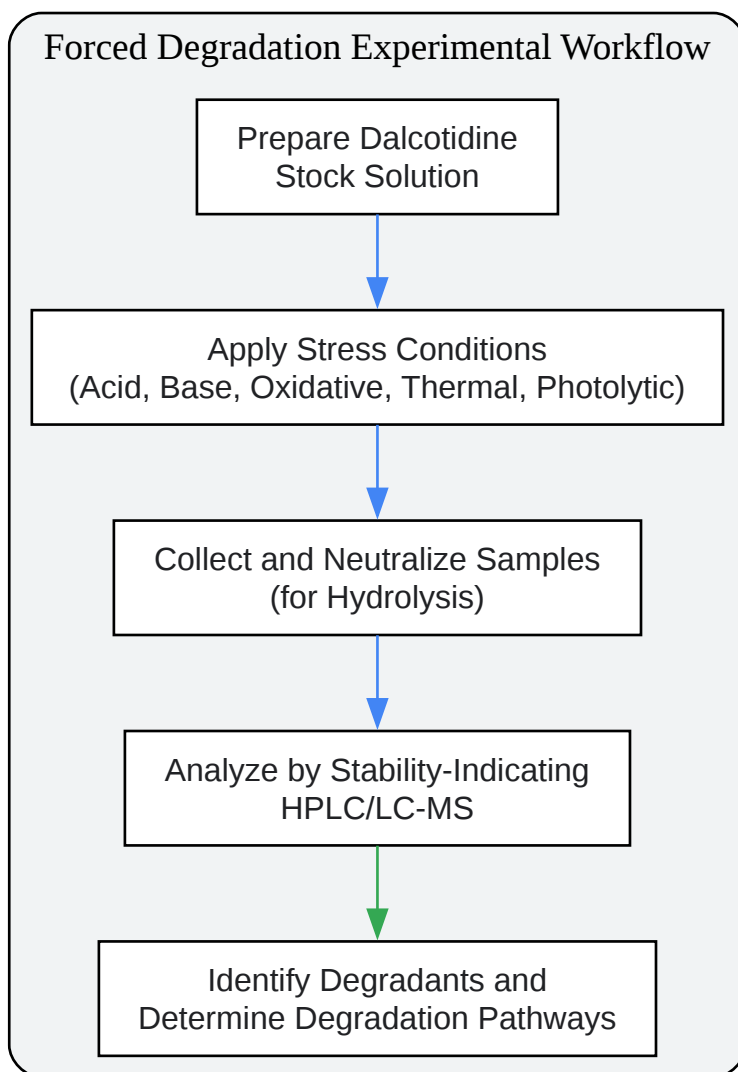 Forced Degradation Experimental Workflow
Prepare Dalcotidine
Stock Solution
Apply Stress Conditions
(Acid, Base, Oxidative, Thermal, Photolytic)
Collect and Neutralize Samples
(for Hydrolysis)
Analyze by Stability-Indicating
HPLC/LC-MS
Identify Degradants and
Determine Degradation Pathways